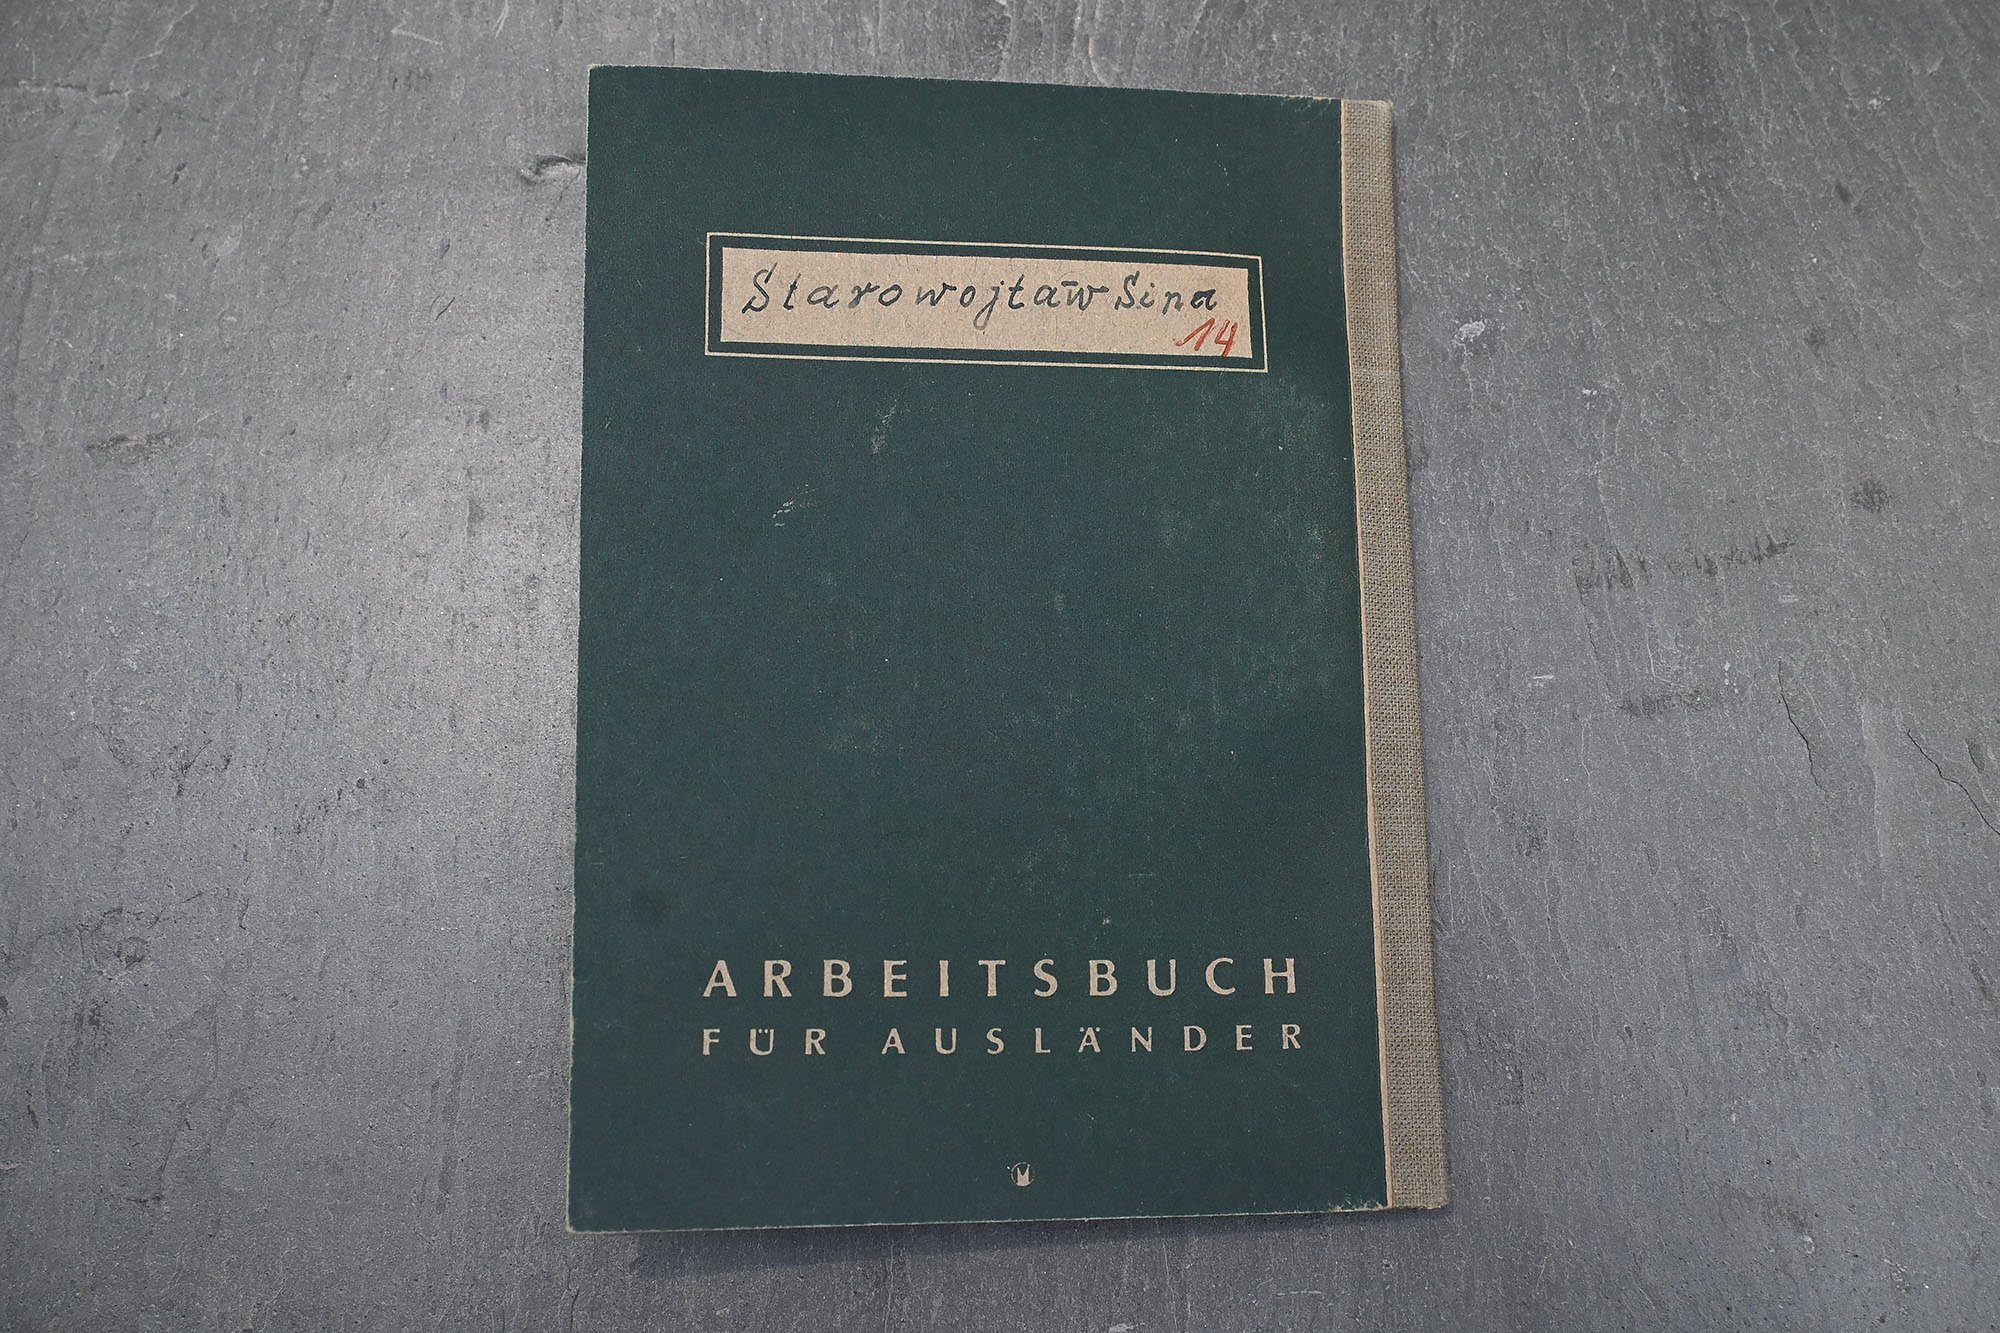 Starowojtaw Sina
14
ARBEITSBUCH
FÜR AUSLÄNDER
M